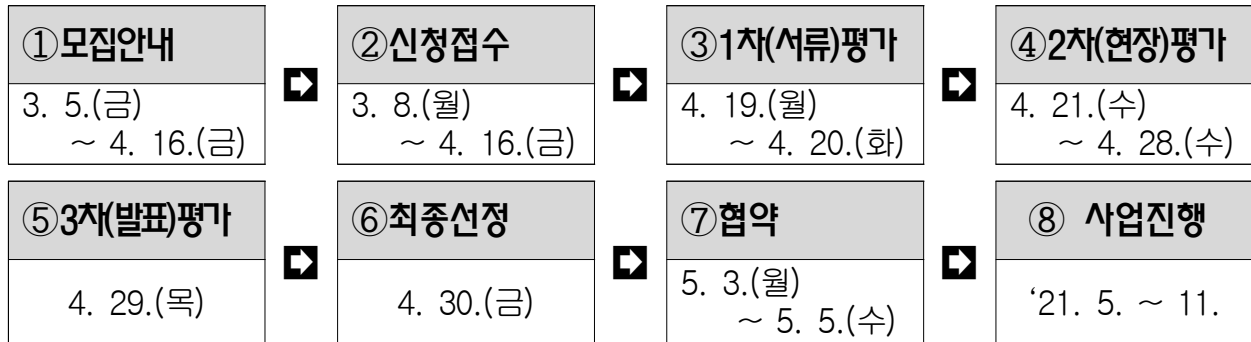 ①모집안내
3. 5.(금)
~ 4. 16.(금)
②신청접수
3. 8.(월)
~ 4. 16.(금)
③1차(서류)평가
4. 19.(월)
~ 4. 20.(화)
④2차(현장)평가
4. 21.(수)
~ 4. 28.(수)
⑤3차(발표)평가
4. 29.(목)
⑥최종선정
4. 30.(금)
⑦협약
5. 3.(월)
~ 5. 5.(수)
⑧ 사업진행
‘21. 5. ~ 11.